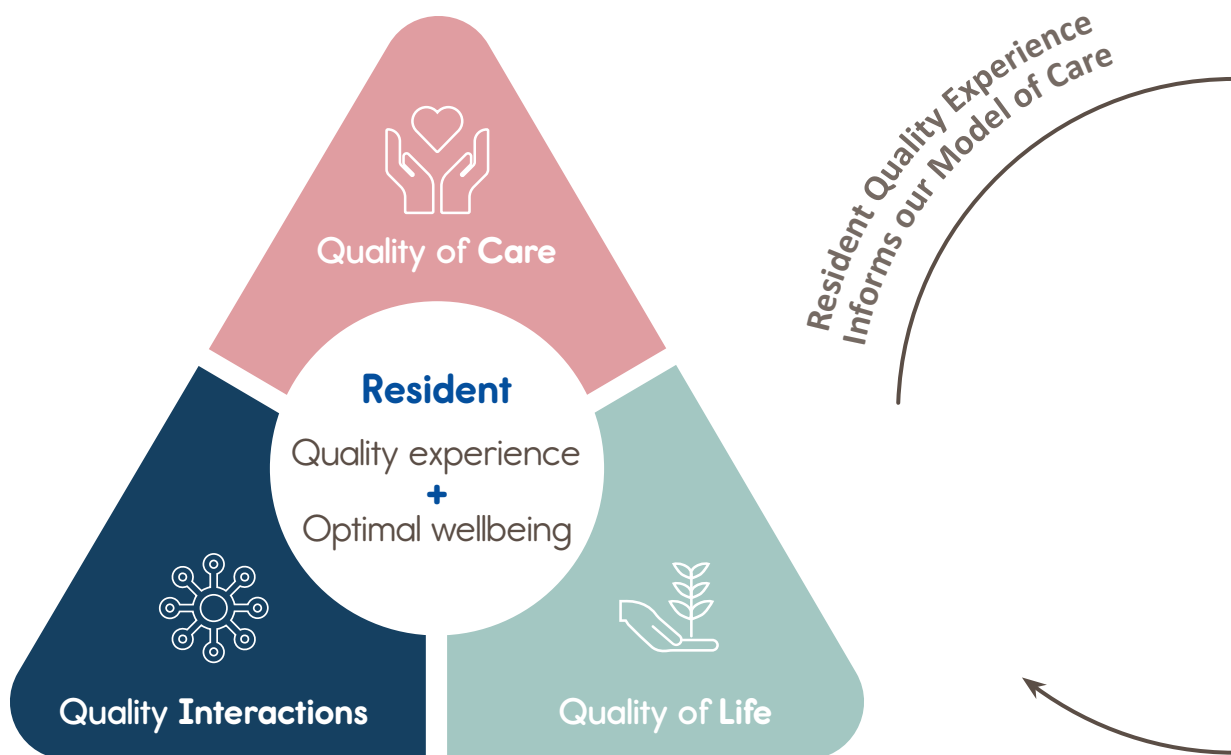 Quality of Care
Resident
Quality experience
+
Optimal wellbeing
Quality Interactions
Quality of Life
Resident Quality Experience
Informs our Model of Care